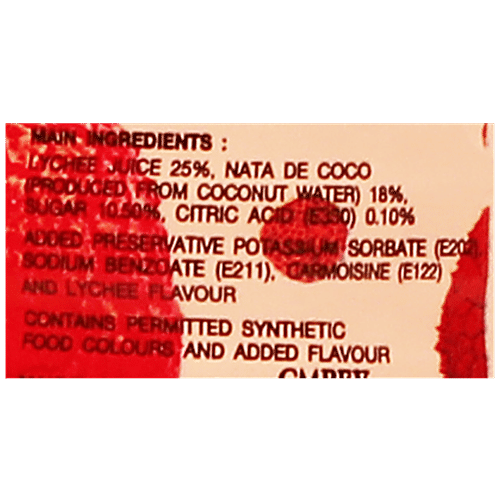 MAIN INGREDIENTS :
LYCHEE JUICE 25%, NATA DE COCO
(PRODUCED FROM COCONUT WATER) 18%,
SUGAR 10.50%, CITRIC ACID (E330) 0.10%
ADDED PRESERVATIVE POTASSIUM SORBATE (E202),
SODIUM BENZOATE (E211), CARMOISINE (E122)
AND LYCHEE FLAVOUR
CONTAINS PERMITTED SYNTHETIC
FOOD COLOURS AND ADDED FLAVOUR